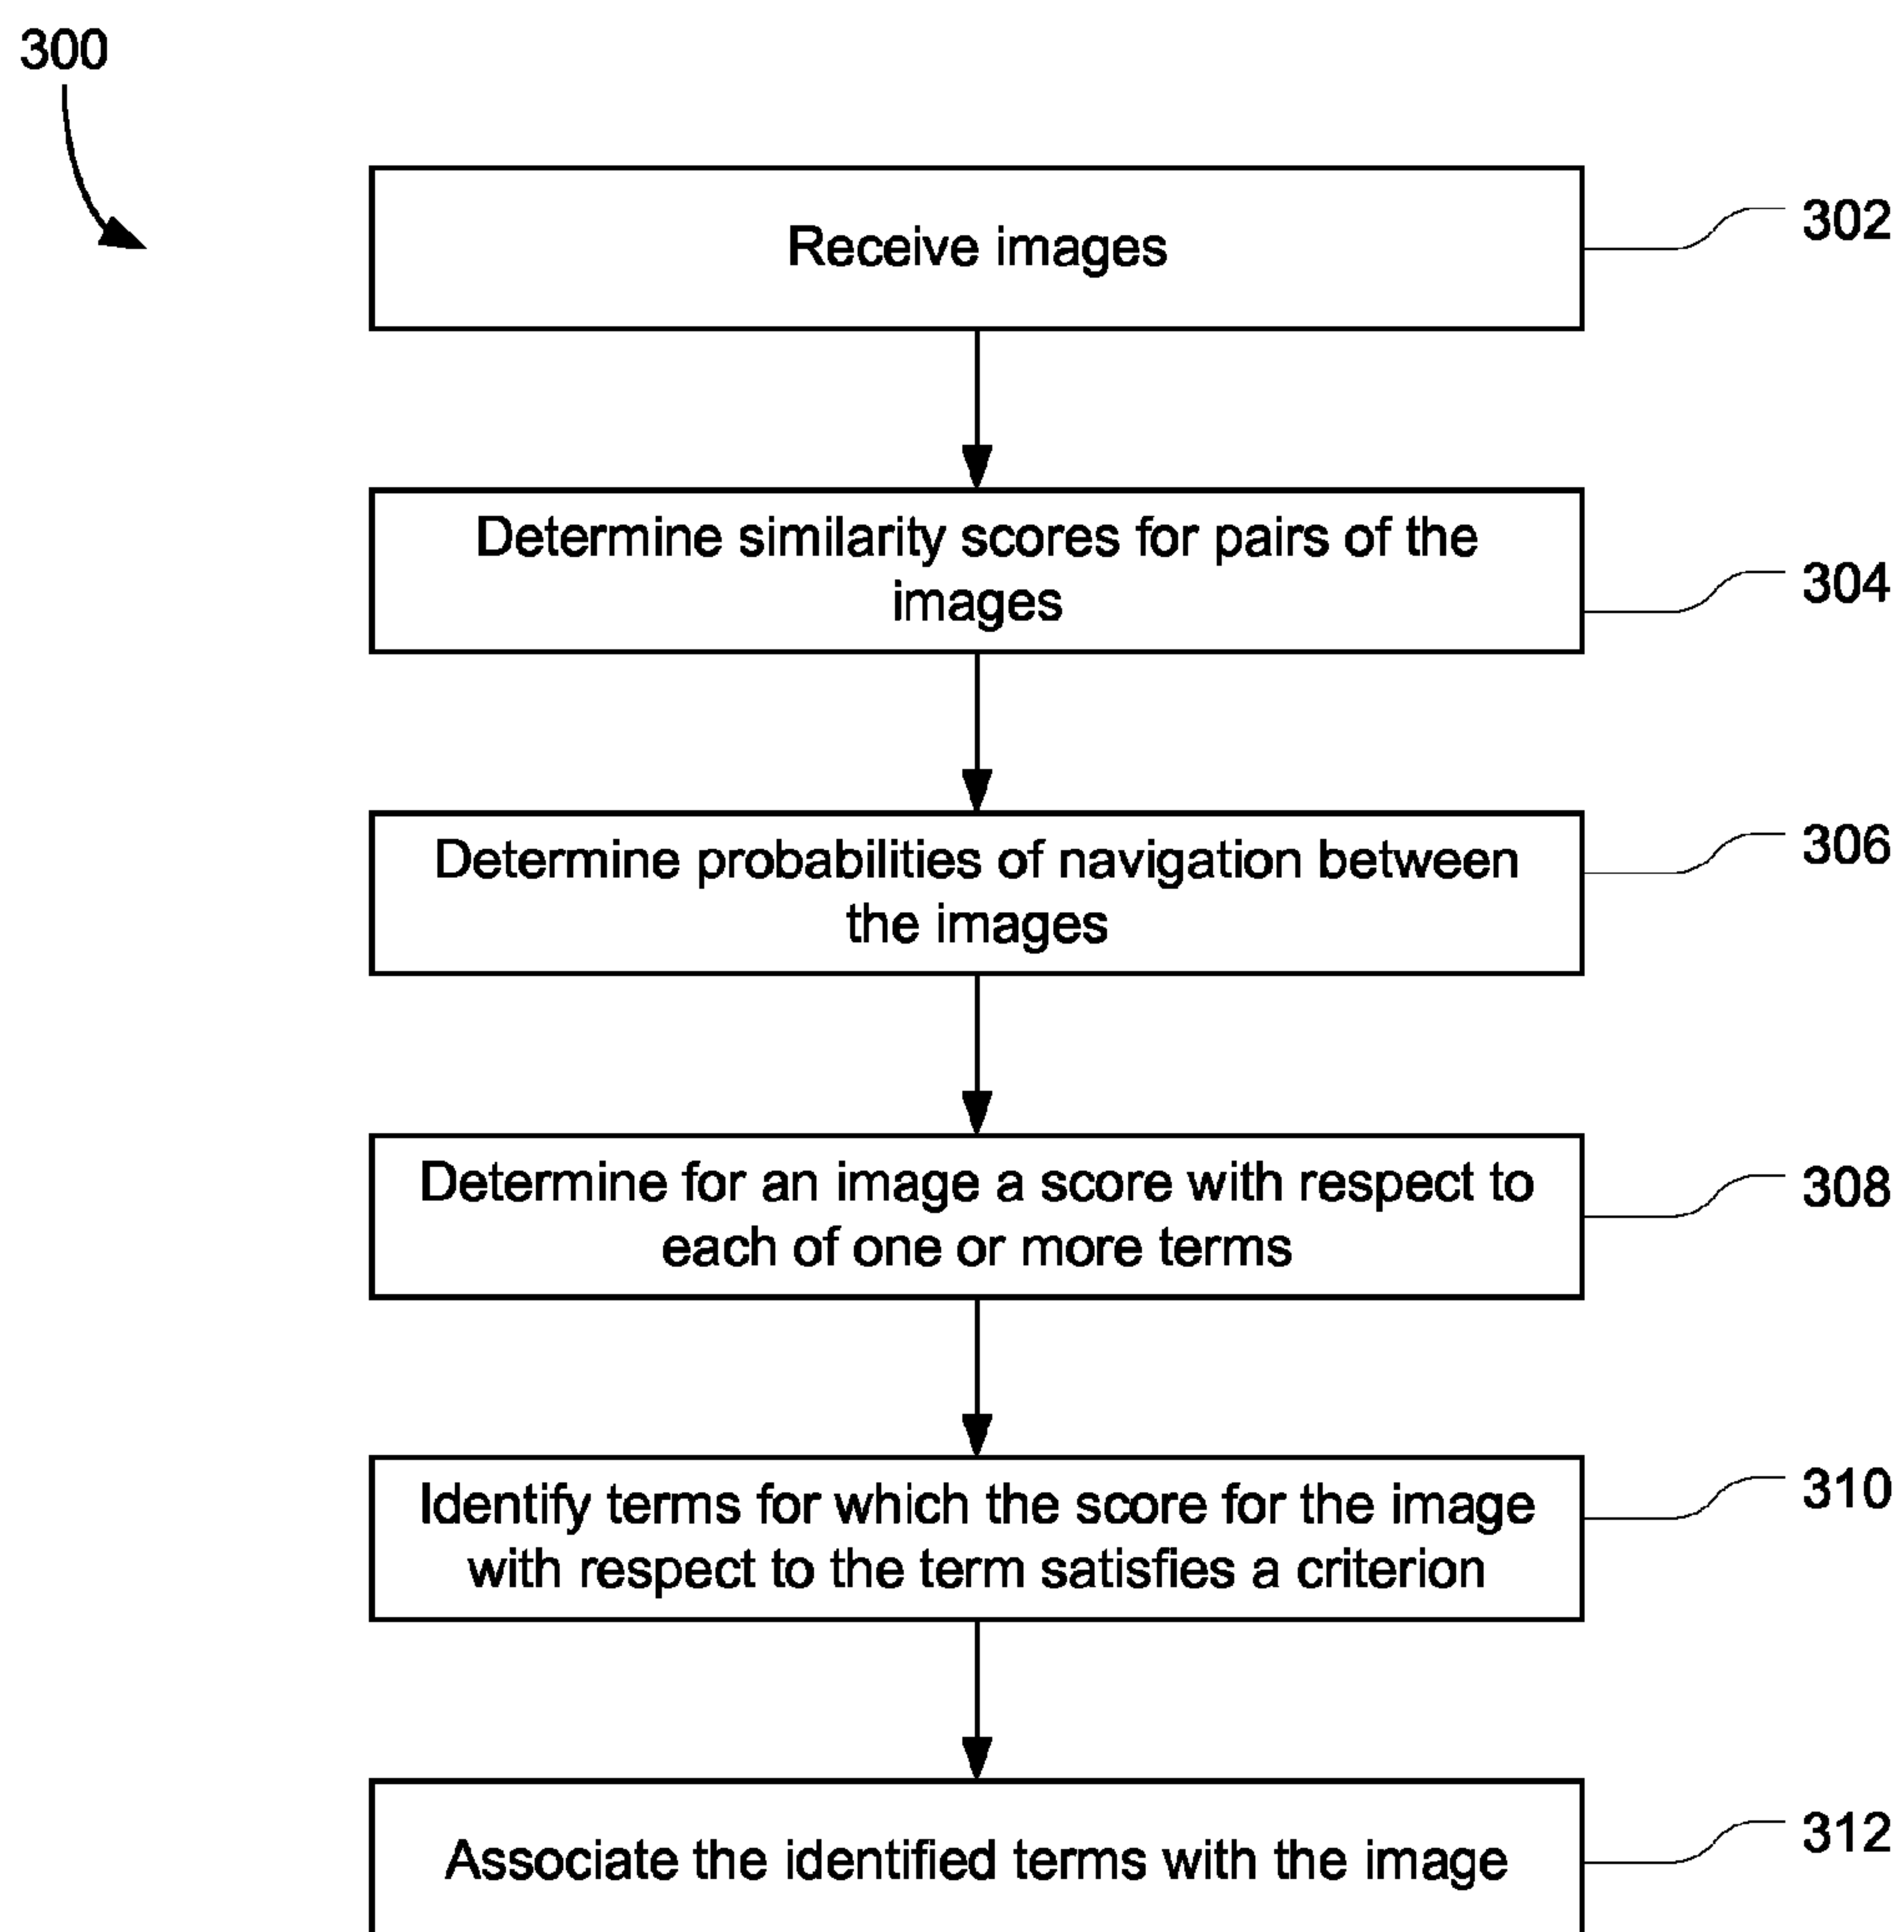 300
Receive images
302
Determine similarity scores for pairs of the
images
304
Determine probabilities of navigation between
the images
306
Determine for an image a score with respect to
each of one or more terms
308
Identify terms for which the score for the image
with respect to the term satisfies a criterion
310
Associate the identified terms with the image
312